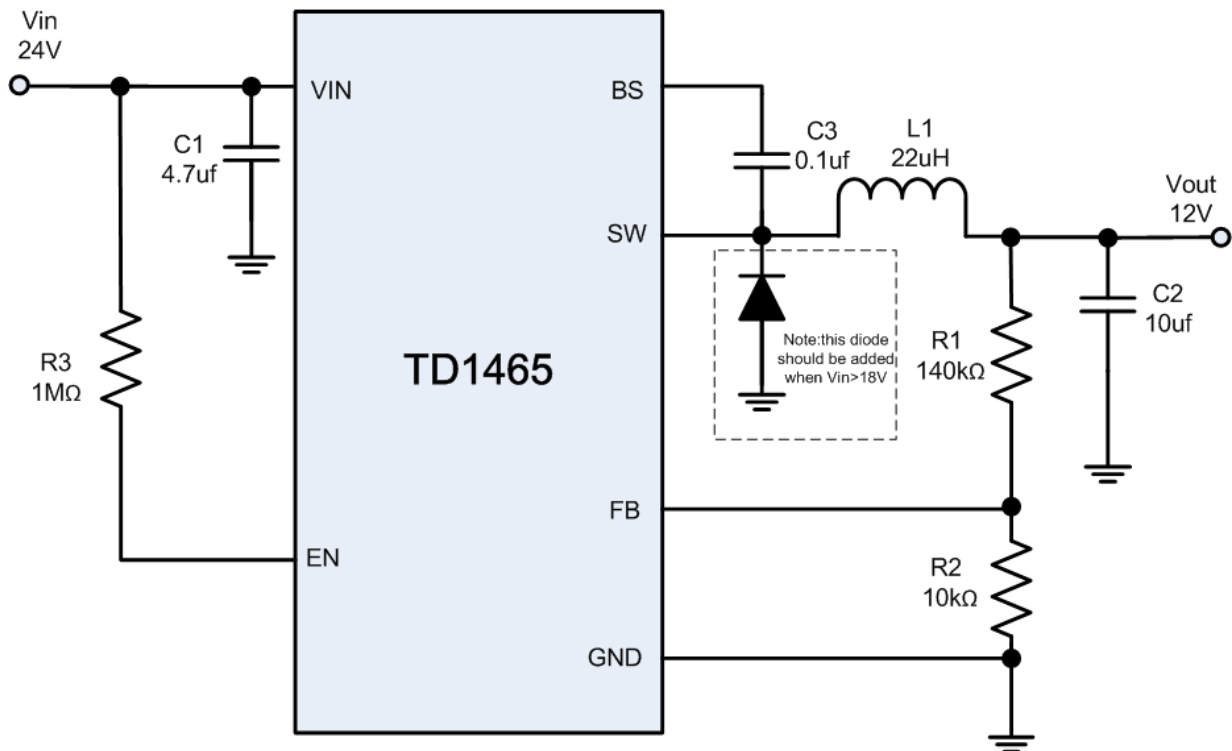 Vin
24V
VIN
BS
C1
4.7uf
C3
0.1uf
L1
22uH
Vout
12V
SW
C2
10uf
Note:this diode
should be added
when Vin>18V
R1
140kΩ
R3
1MΩ
TD1465
FB
EN
R2
10kΩ
GND